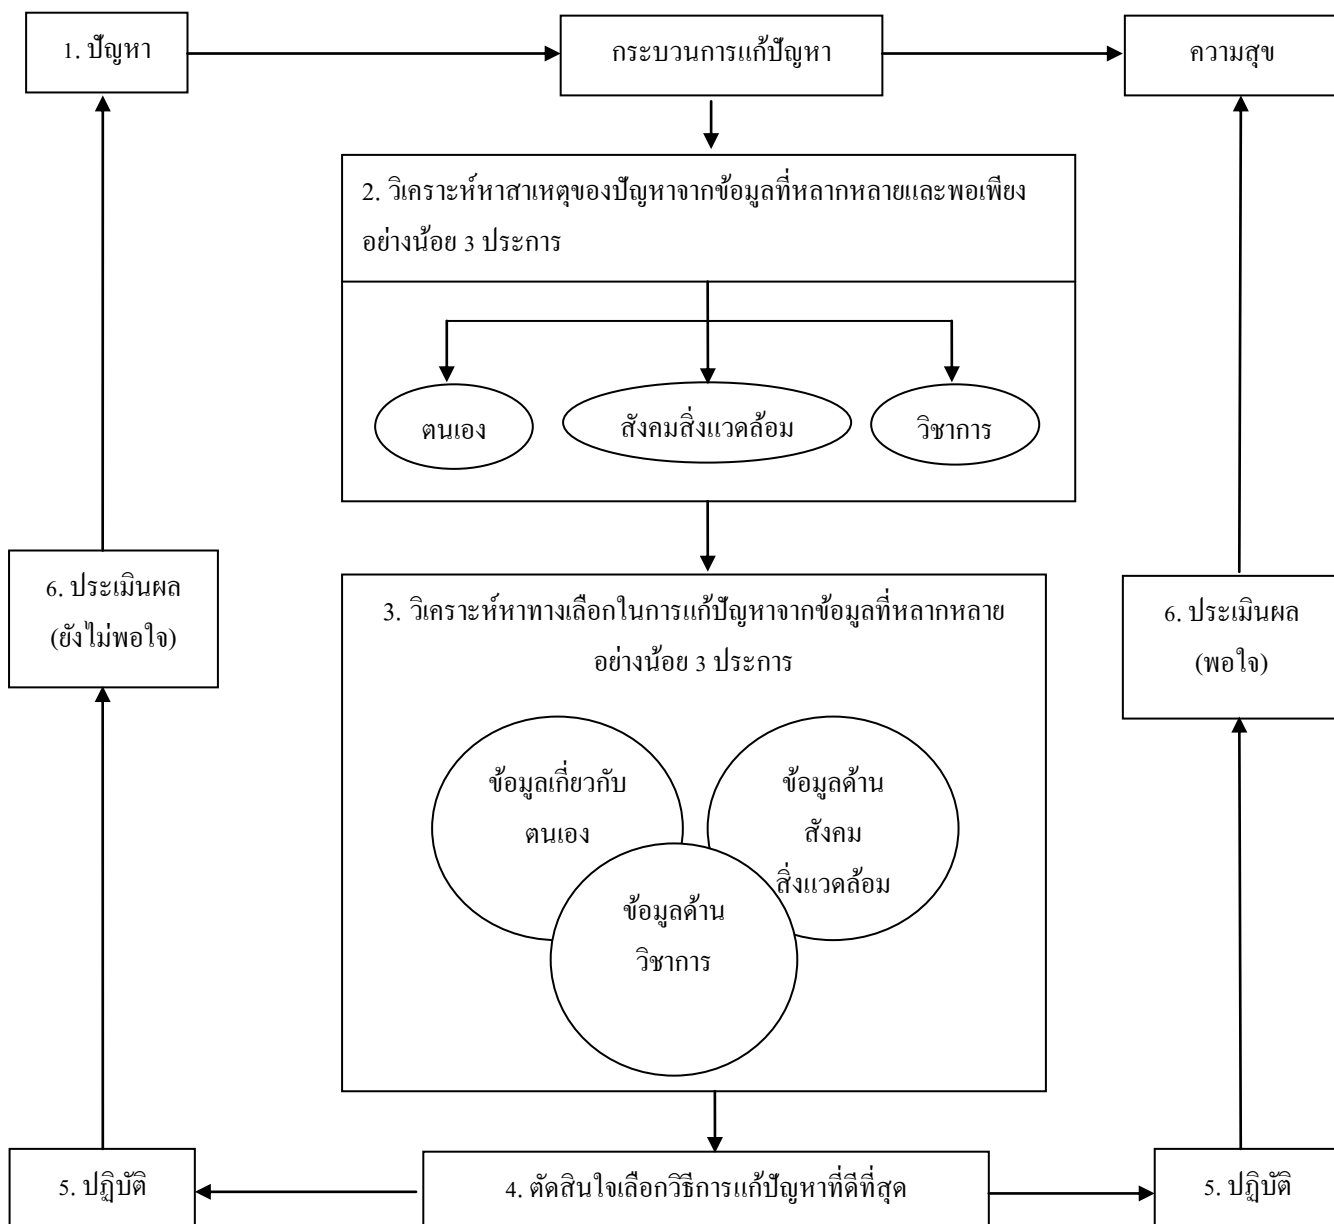 1. ปัญหา
กระบวนการแก้ปัญหา
ความสุข
2. วิเคราะห์หาสาเหตุของปัญหาจากข้อมูลที่หลากหลายและพอเพียง
อย่างน้อย 3 ประการ
ตนเอง
สังคมสิ่งแวดล้อม
วิชาการ
6. ประเมินผล
(ยังไม่พอใจ)
3. วิเคราะห์หาทางเลือกในการแก้ปัญหาจากข้อมูลที่หลากหลาย
อย่างน้อย 3 ประการ
6. ประเมินผล
(พอใจ)
ข้อมูลเกี่ยวกับ
ตนเอง
ข้อมูลด้าน
สังคม
สิ่งแวดล้อม
ข้อมูลด้าน
วิชาการ
5. ปฏิบัติ
4. ตัดสินใจเลือกวิธีการแก้ปัญหาที่ดีที่สุด
5. ปฏิบัติ